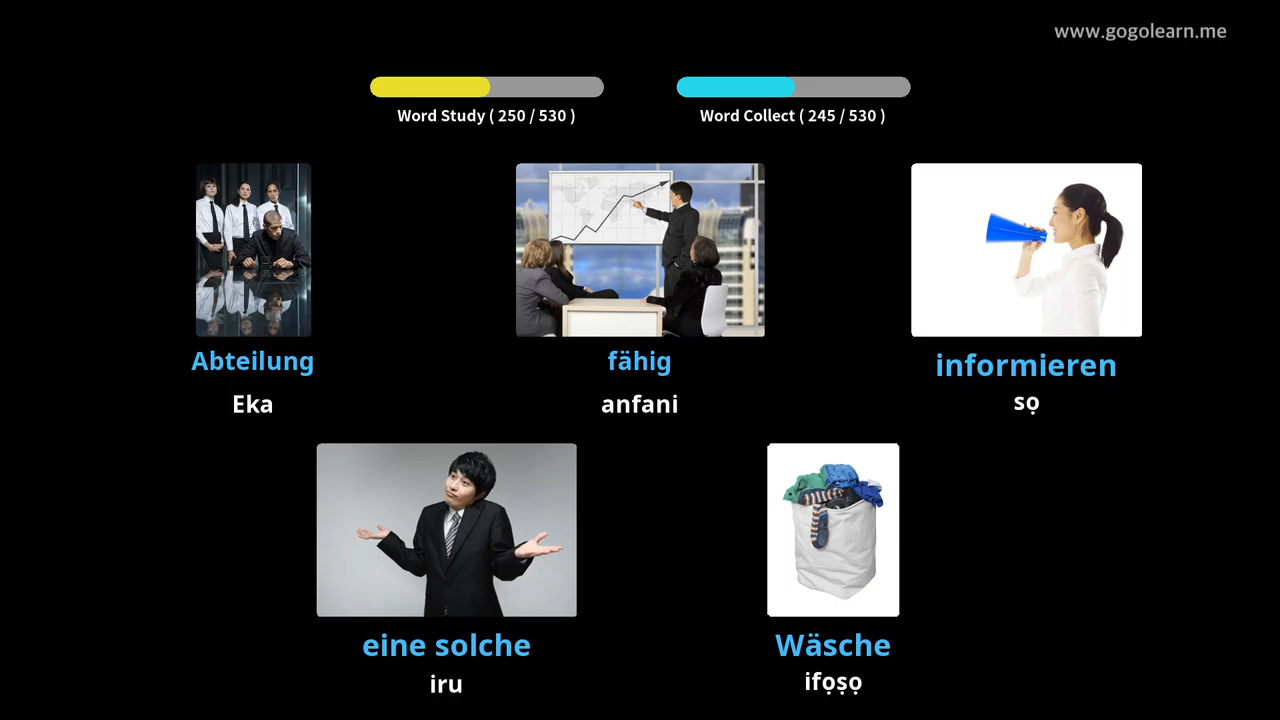 www.gogolearn.me
Word Study ( 250 / 530 )
Word Collect ( 245 / 530 )
Abteilung
Eka
fähig
anfani
informieren
sọ
eine solche
iru
Wäsche
ifọṣọ